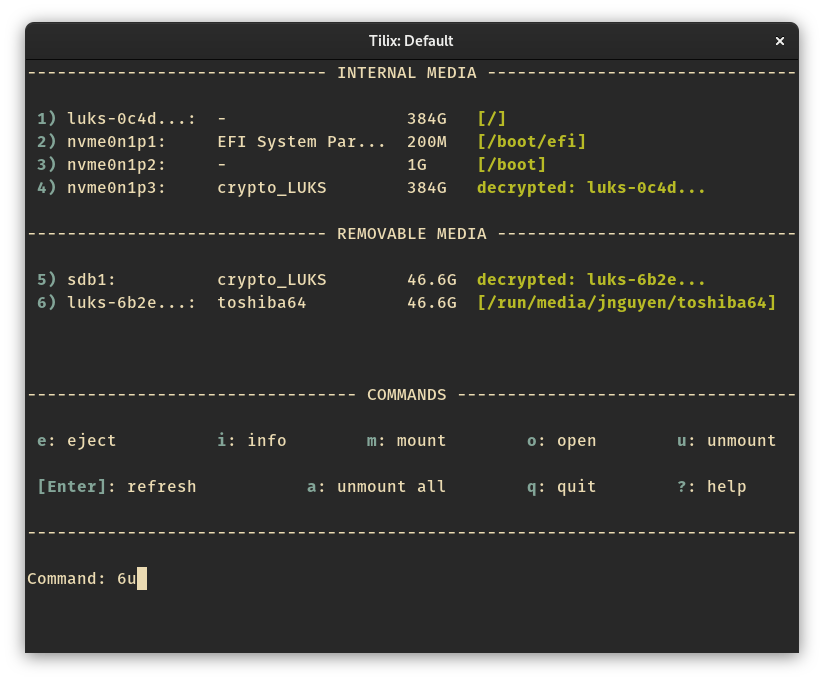 Tilix: Default ×
------------------------------ INTERNAL MEDIA -------------------------------
1) luks-0c4d...:  -                 384G  [/]
2) nvme0n1p1:     EFI System Par... 200M  [/boot/efi]
3) nvme0n1p2:     -                 1G    [/boot]
4) nvme0n1p3:     crypto_LUKS       384G  decrypted: luks-0c4d...
------------------------------ REMOVABLE MEDIA ------------------------------
5) sdb1:          crypto_LUKS       46.6G decrypted: luks-6b2e...
6) luks-6b2e...:  toshiba64         46.6G [/run/media/jnguyen/toshiba64]
--------------------------------- COMMANDS ----------------------------------
e: eject          i: info        m: mount        o: open        u: unmount
[Enter]: refresh           a: unmount all        q: quit        ?: help
-----------------------------------------------------------------------------
Command: 6u